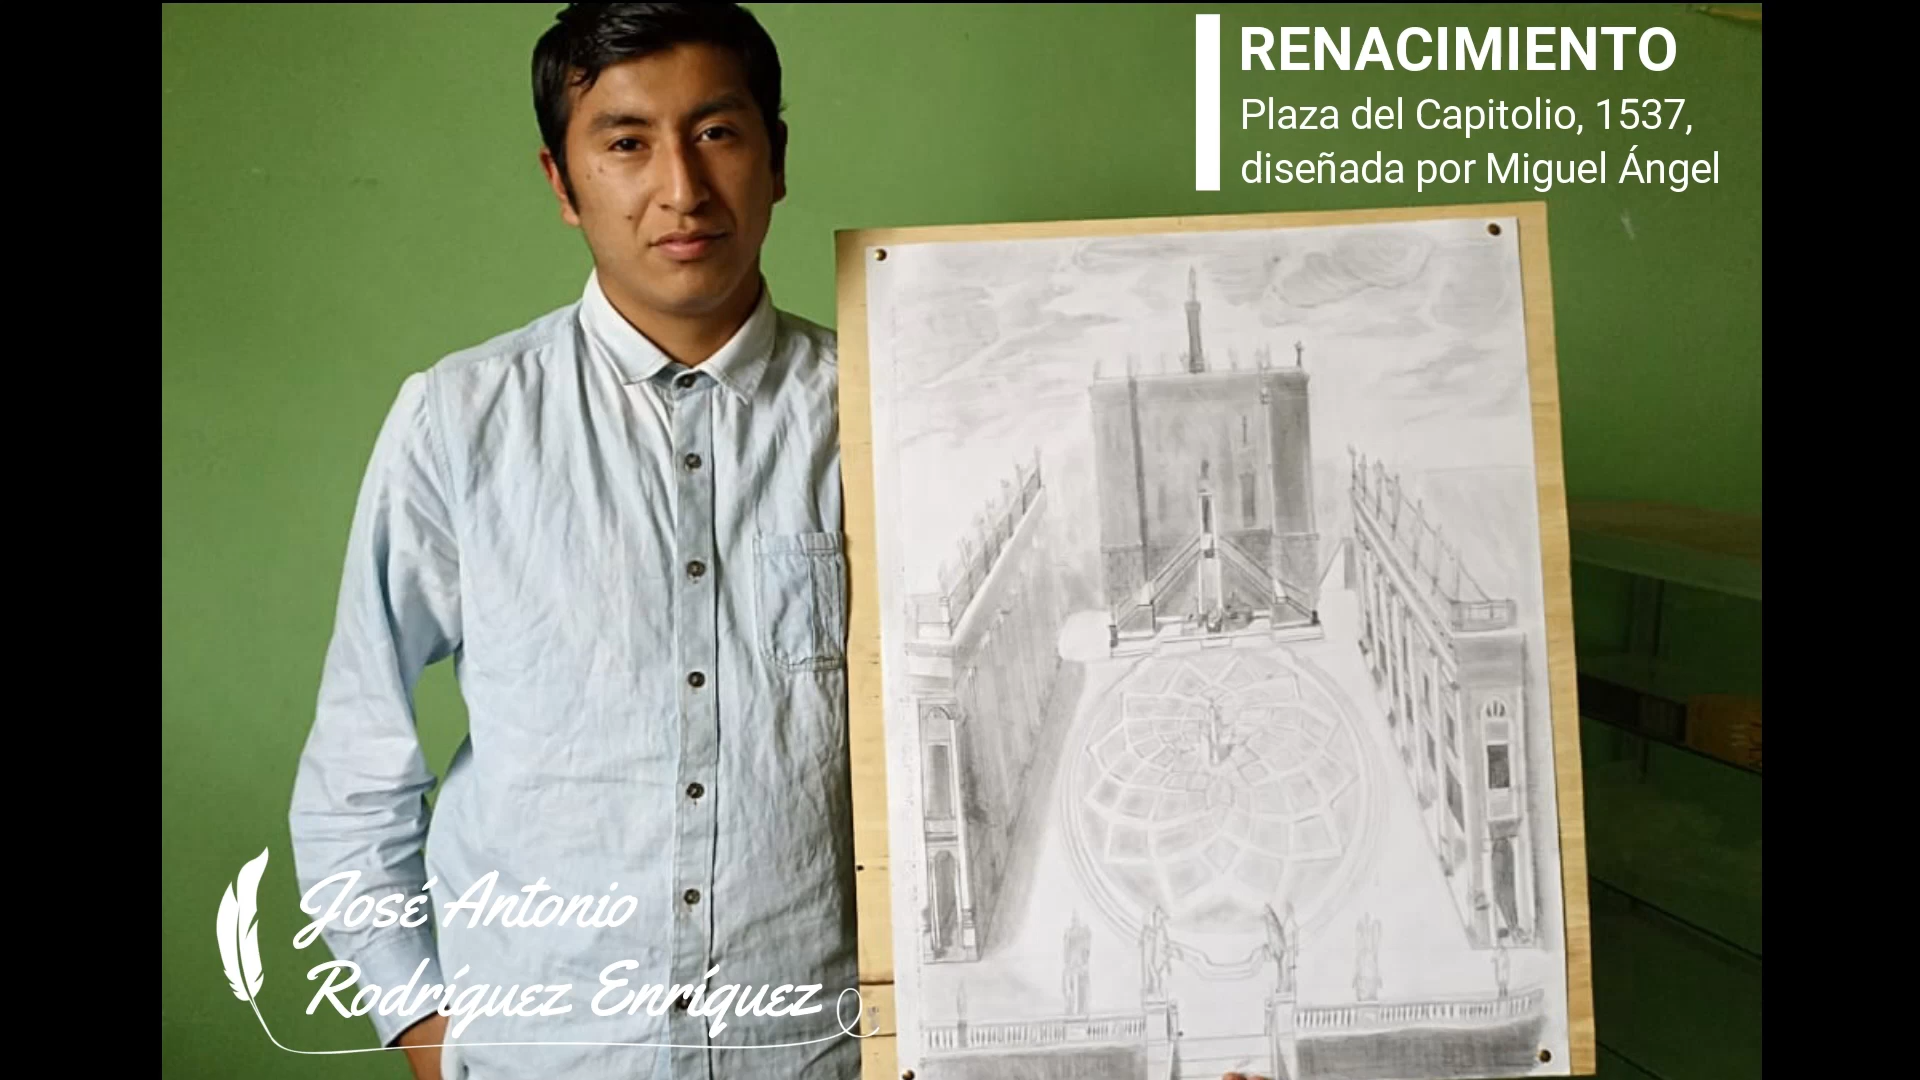 RENACIMIENTO
Plaza del Capitolio, 1537,
diseñada por Miguel Ángel
José Antonio
Rodríguez Enríquez